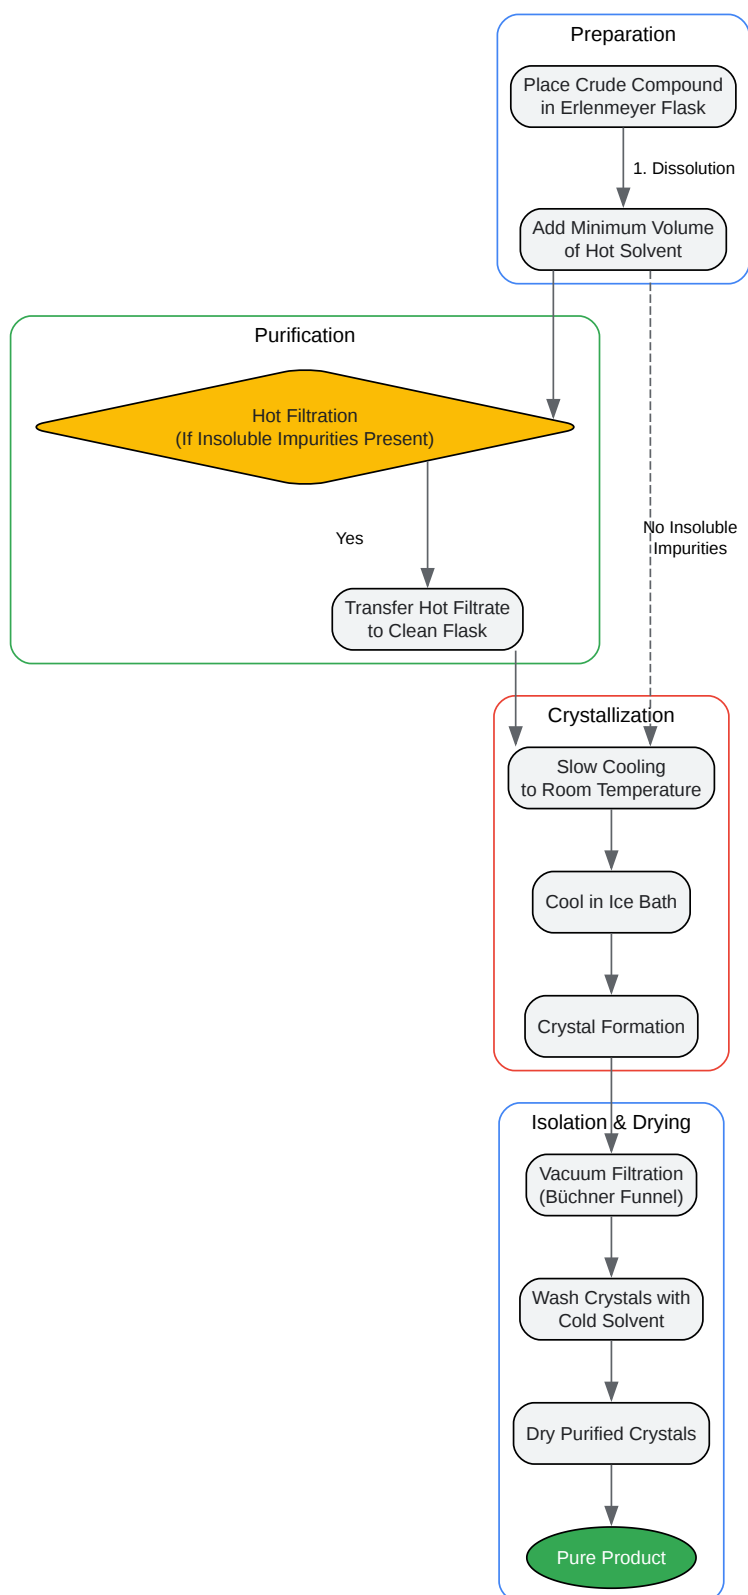 Preparation
Place Crude Compound
in Erlenmeyer Flask
1. Dissolution
Add Minimum Volume
of Hot Solvent
Purification
Hot Filtration
(If Insoluble Impurities Present)
Yes
No Insoluble
Impurities
Transfer Hot Filtrate
to Clean Flask
Crystallization
Slow Cooling
to Room Temperature
Cool in Ice Bath
Crystal Formation
Isolation & Drying
Vacuum Filtration
(Büchner Funnel)
Wash Crystals with
Cold Solvent
Dry Purified Crystals
Pure Product